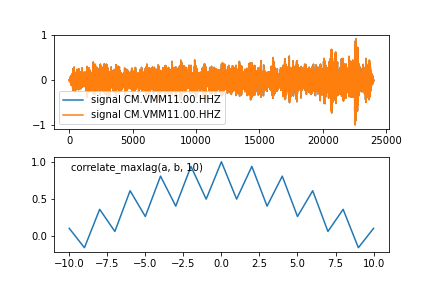 1
0
−1
signal CM.VMM11.00.HHZ
signal CM.VMM11.00.HHZ
0 5000 10000 15000 20000 25000
1.0
0.5
0.0
correlate_maxlag(a, b, 10)
−10.0 −7.5 −5.0 −2.5 0.0 2.5 5.0 7.5 10.0